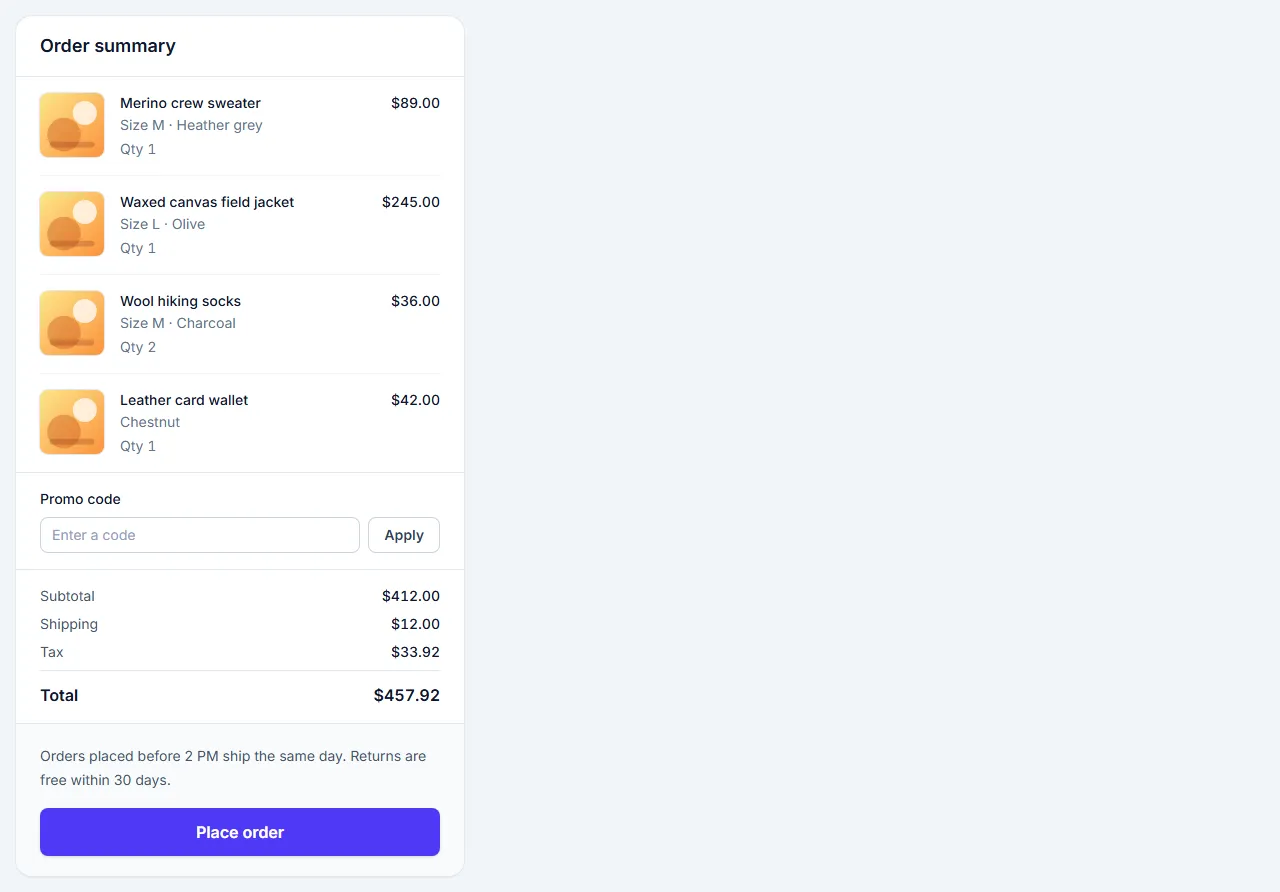 Order summary
Merino crew sweater $89.00
Size M · Heather grey
Qty 1
Waxed canvas field jacket $245.00
Size L · Olive
Qty 1
Wool hiking socks $36.00
Size M · Charcoal
Qty 2
Leather card wallet $42.00
Chestnut
Qty 1
Promo code
Enter a code Apply
Subtotal $412.00
Shipping $12.00
Tax $33.92
Total $457.92
Orders placed before 2 PM ship the same day. Returns are
free within 30 days.
Place order